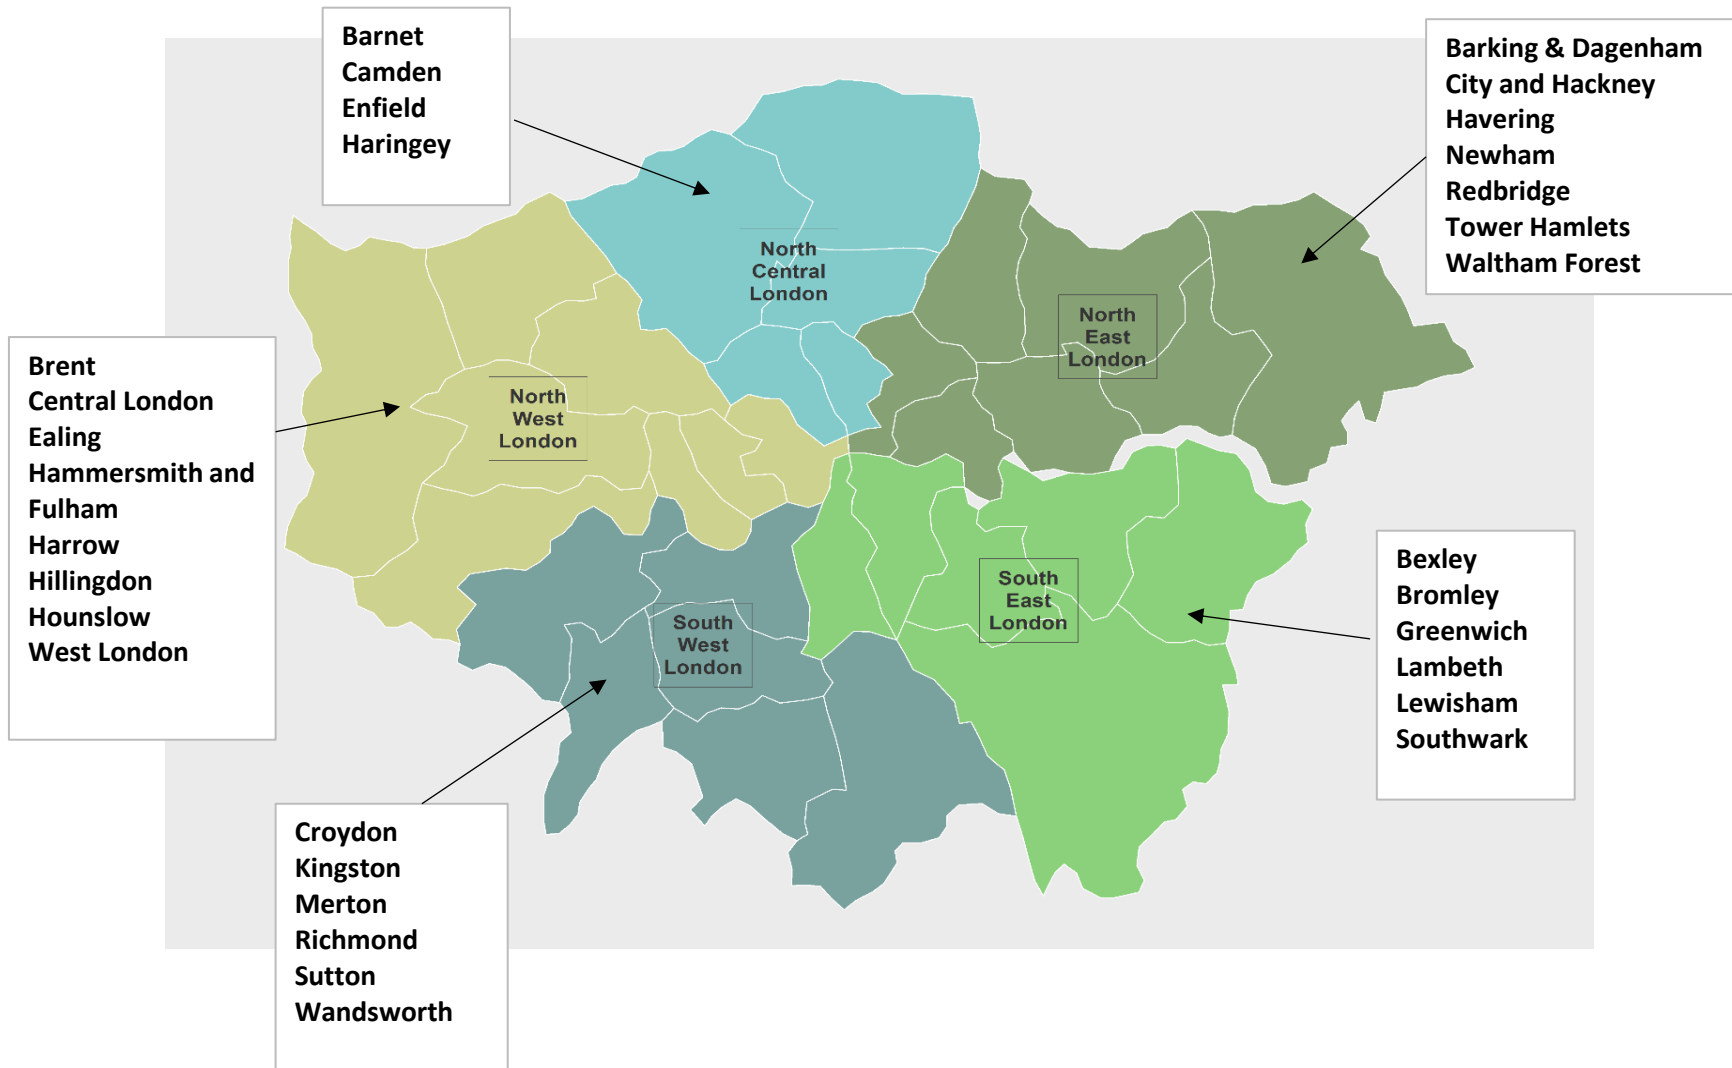 Barnet
Camden
Enfield
Haringey
Barking & Dagenham
City and Hackney
Havering
Newham
Redbridge
Tower Hamlets
Waltham Forest
North
Central
London
North
East
London
Brent
Central London
Ealing
Hammersmith and
Fulham
Harrow
Hillingdon
Hounslow
West London
North
West
London
South
East
London
Bexley
Bromley
Greenwich
Lambeth
Lewisham
Southwark
South
West
London
Croydon
Kingston
Merton
Richmond
Sutton
Wandsworth